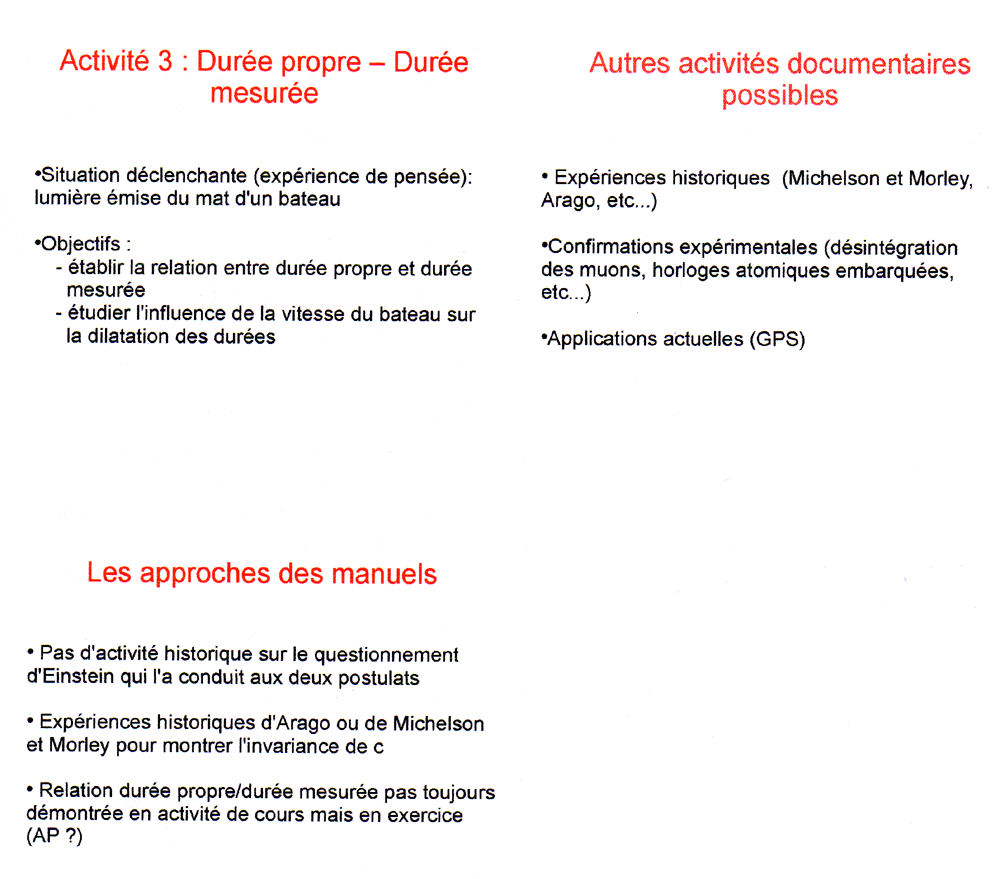 Activité 3 : Durée propre – Durée
mesurée
•Situation déclenchante (expérience de pensée):
lumière émise du mat d'un bateau
•Objectifs :
- établir la relation entre durée propre et durée
mesurée
- étudier l'influence de la vitesse du bateau sur
la dilatation des durées
Autres activités documentaires
possibles
• Expériences historiques (Michelson et Morley,
Arago, etc...)
•Confirmations expérimentales (désintégration
des muons, horloges atomiques embarquées,
etc...)
•Applications actuelles (GPS)
Les approches des manuels
• Pas d'activité historique sur le questionnement
d'Einstein qui l'a conduit aux deux postulats
• Expériences historiques d'Arago ou de Michelson
et Morley pour montrer l'invariance de c
• Relation durée propre/durée mesurée pas toujours
démontrée en activité de cours mais en exercice
(AP ?)